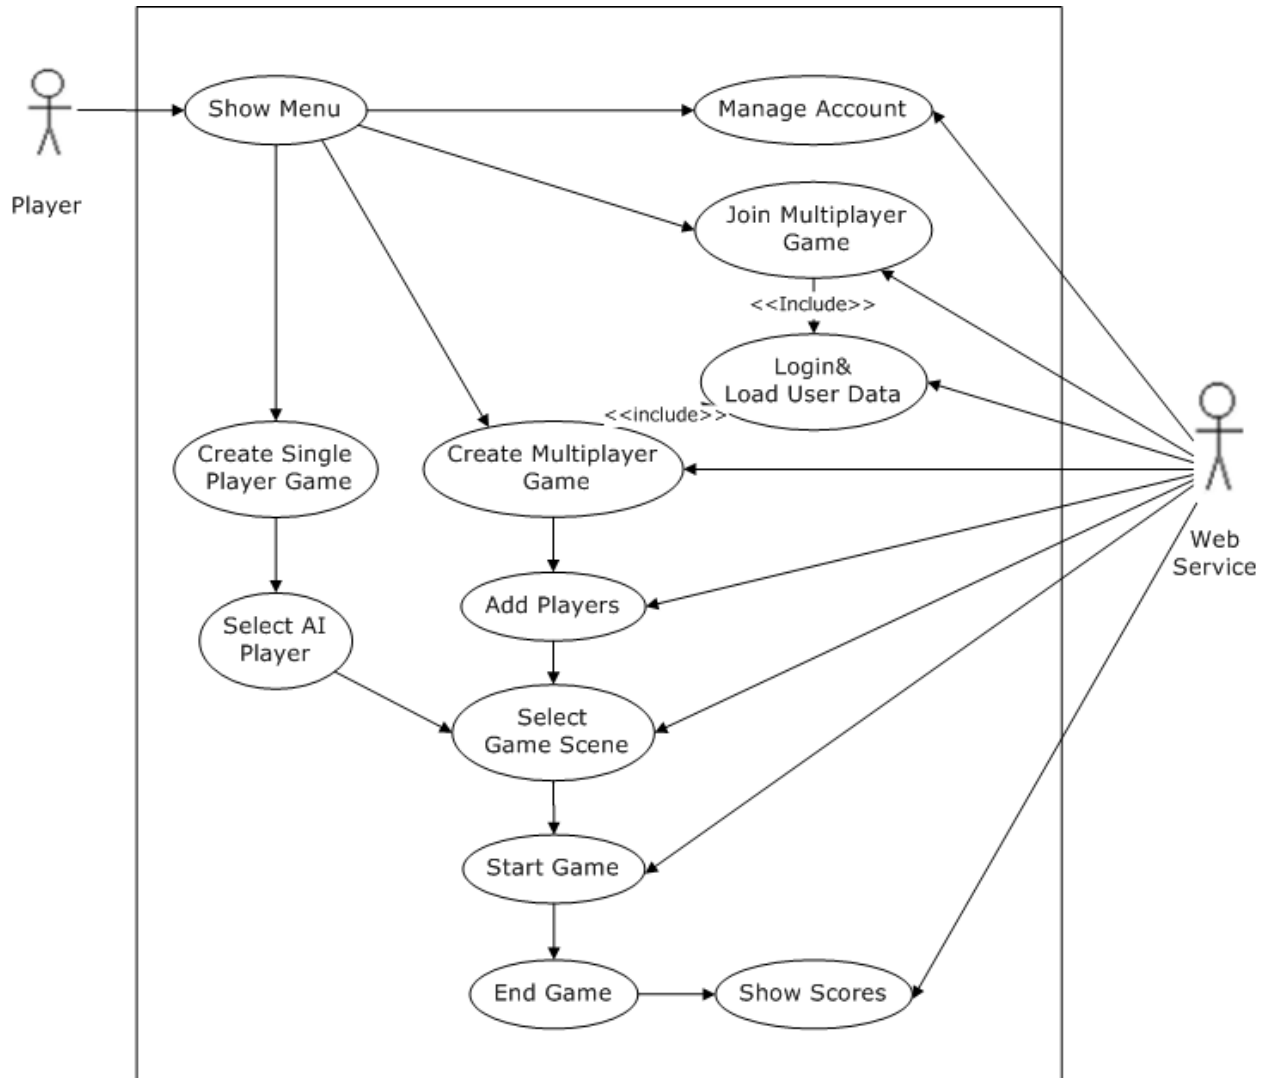 Show Menu
Manage Account
Player
Join Multiplayer
Game
<<Include>>
Login&
Load User Data
<<include>>
Create Single
Player Game
Create Multiplayer
Game
Web
Service
Add Players
Select AI
Player
Select
Game Scene
Start Game
End Game
Show Scores